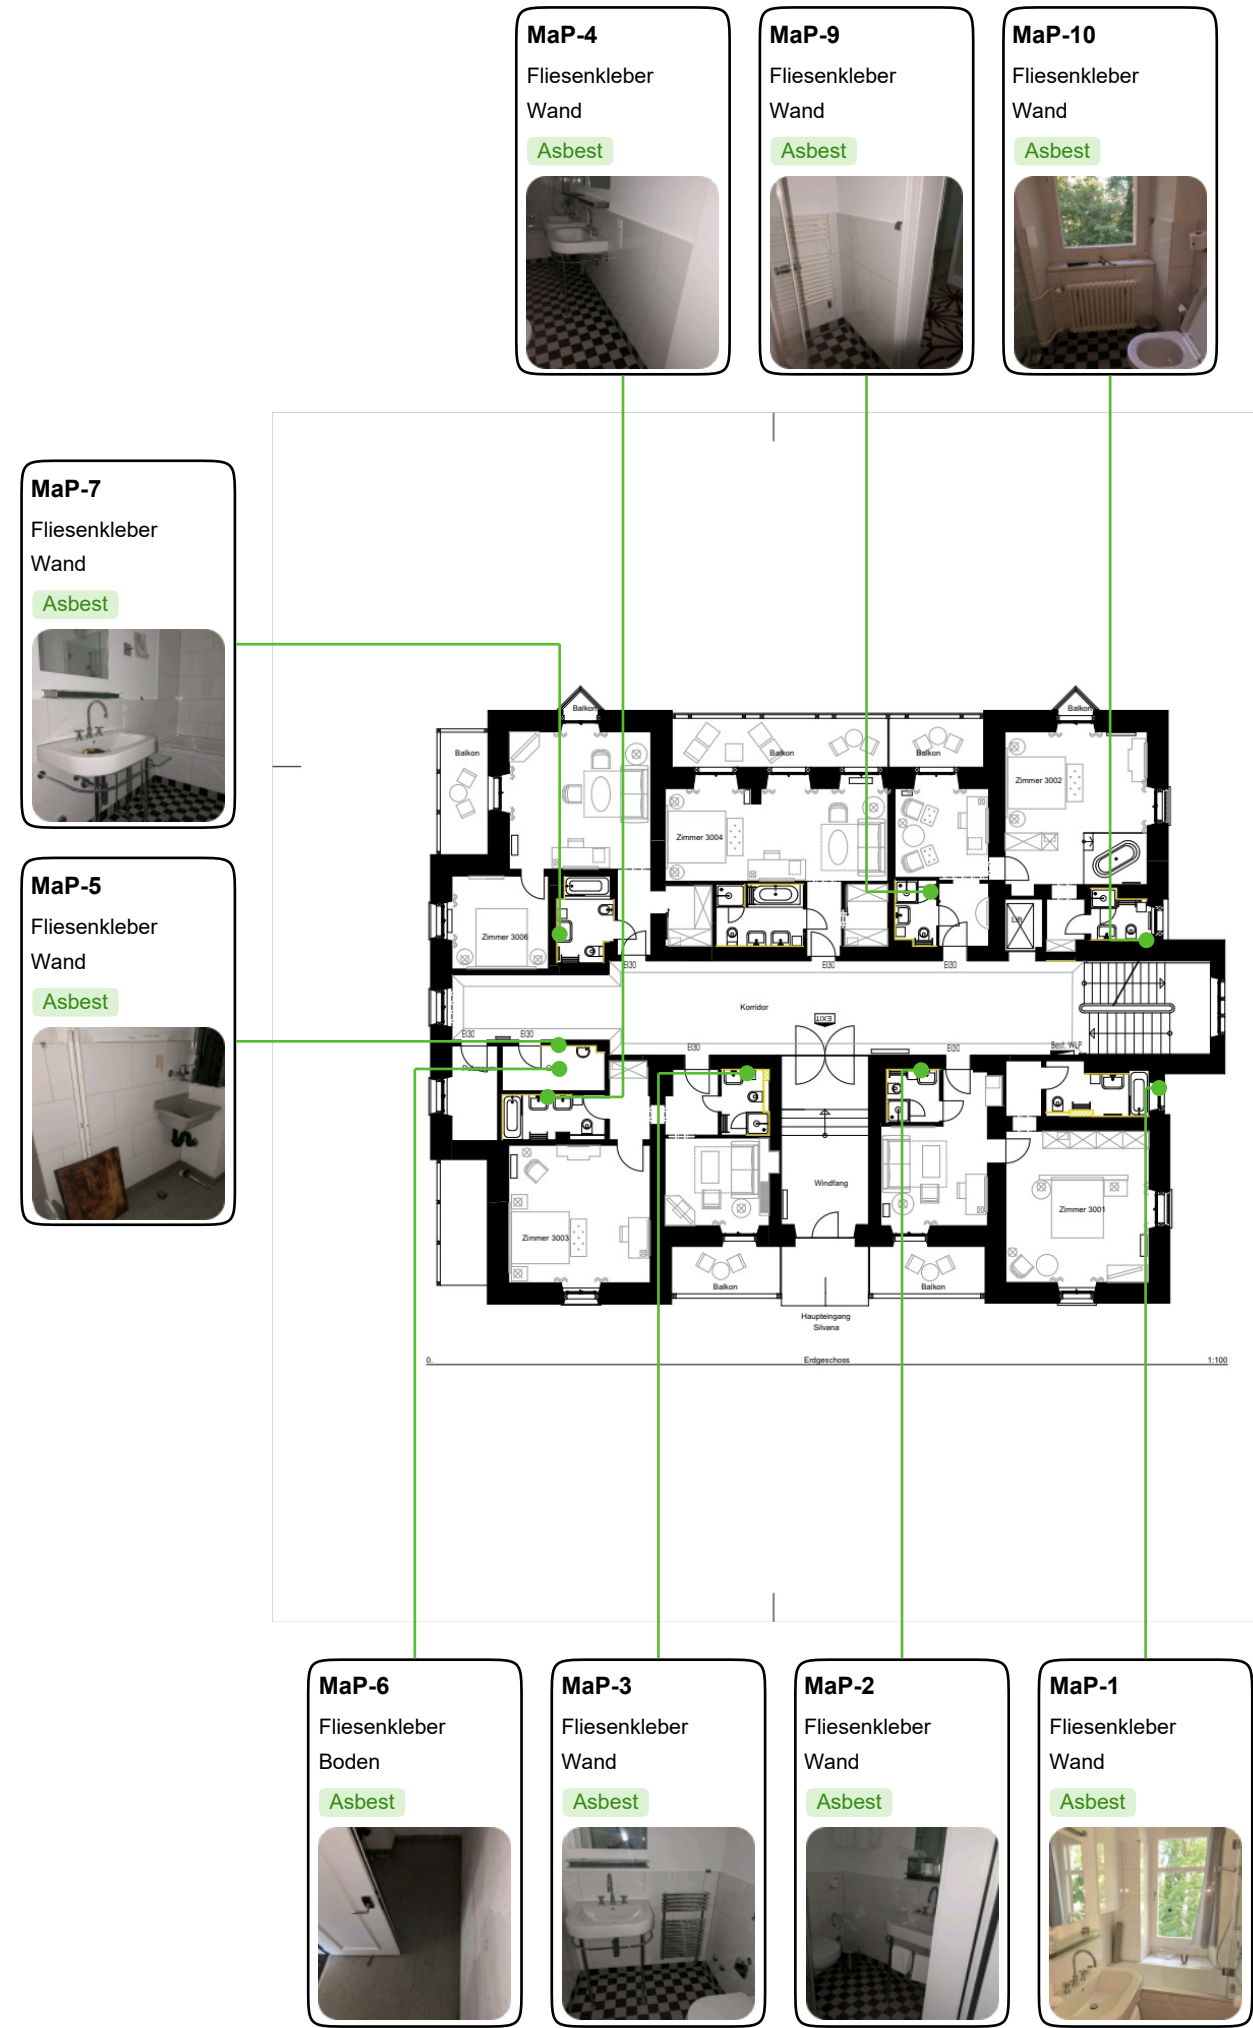 MaP-4
Fliesenkleber
Wand
Asbest
MaP-9
Fliesenkleber
Wand
Asbest
MaP-10
Fliesenkleber
Wand
Asbest
MaP-7
Fliesenkleber
Wand
Asbest
MaP-5
Fliesenkleber
Wand
Asbest
Balkon
Balkon
Balkon
Balkon
Balkon
Zimmer 3002
Zimmer 3004
Zimmer 3006
Lift
EI30
EI30
EI30
Korridor
EXIT
EI30
EI30
EI30
EI30
Best. WLP
Windfang
Zimmer 3001
Zimmer 3003
Balkon
Balkon
Haupteingang
Silvana
0.
Erdgeschoss
1:100
MaP-6
Fliesenkleber
Boden
Asbest
MaP-3
Fliesenkleber
Wand
Asbest
MaP-2
Fliesenkleber
Wand
Asbest
MaP-1
Fliesenkleber
Wand
Asbest